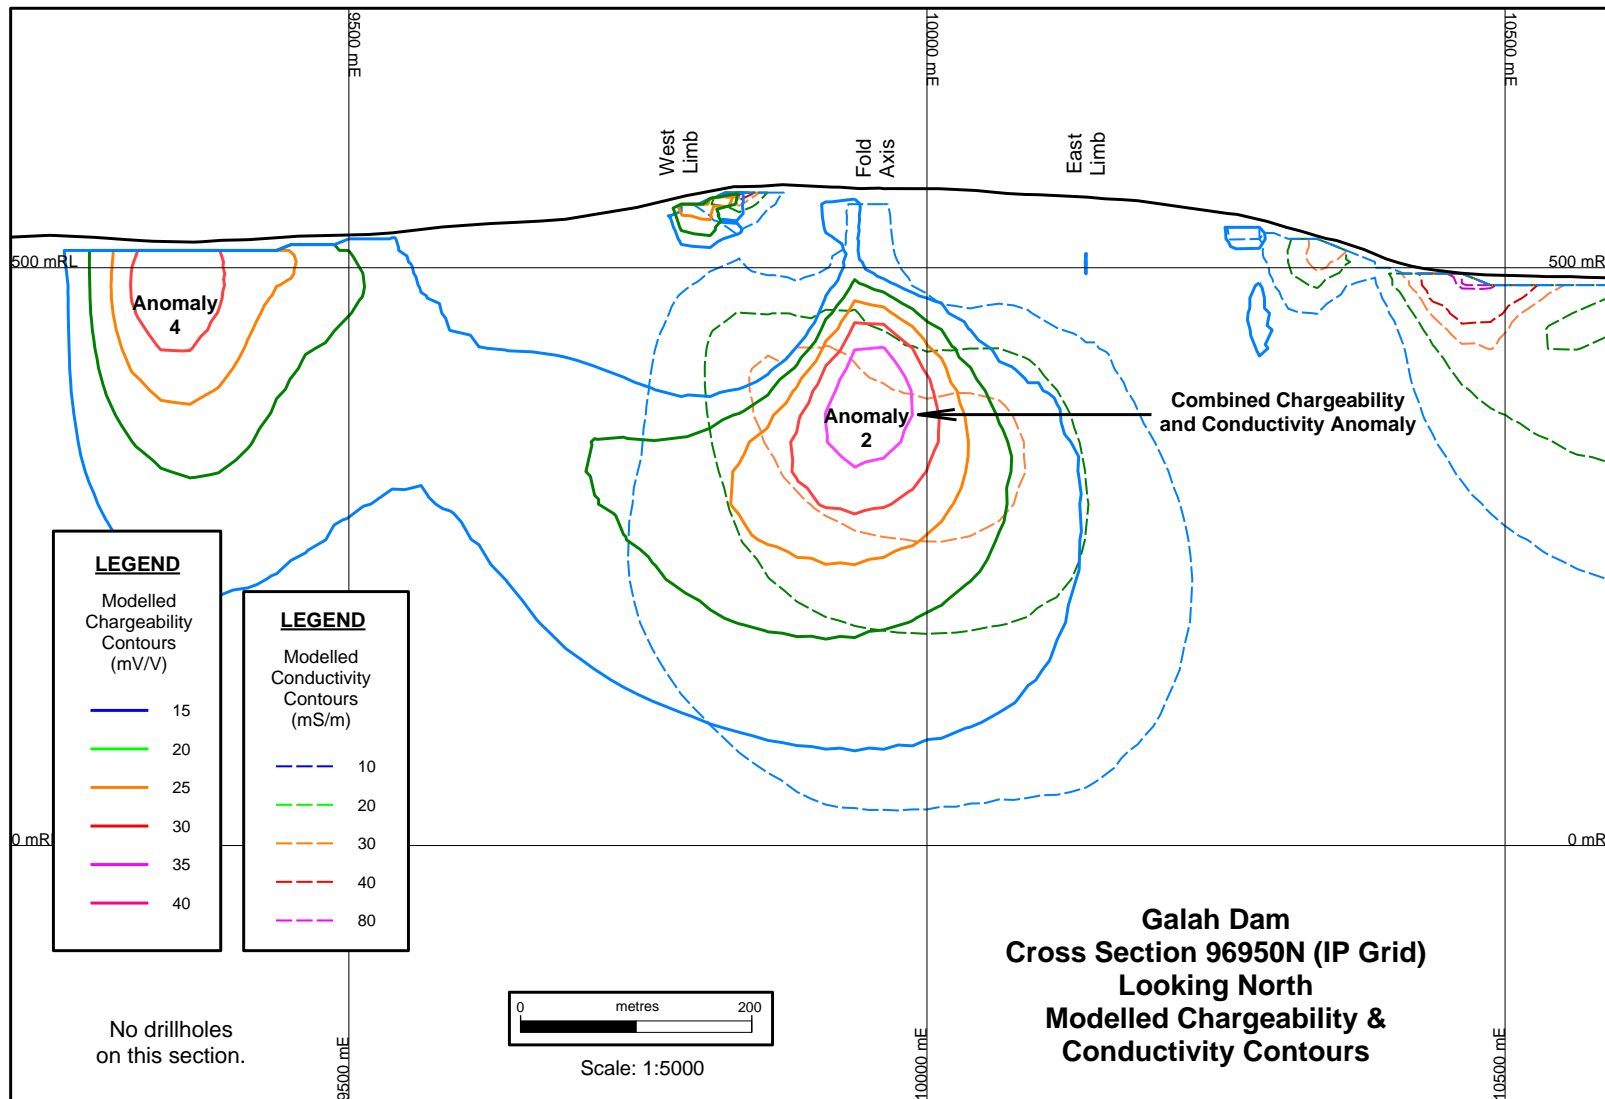 9500 mE
10000 mE
10500 mE
West
Limb
Fold
Axis
East
Limb
500 mRL
500 mR
Anomaly
4
Anomaly
2
Combined Chargeability
and Conductivity Anomaly
LEGEND
Modelled
Chargeability
Contours
(mV/V)
15
20
25
30
35
40
LEGEND
Modelled
Conductivity
Contours
(mS/m)
10
20
30
40
80
0 mR
0 mR
Galah Dam
Cross Section 96950N (IP Grid)
Looking North
Modelled Chargeability &
Conductivity Contours
0 metres 200
Scale: 1:5000
No drillholes
on this section.
9500 mE
10000 mE
10500 mE